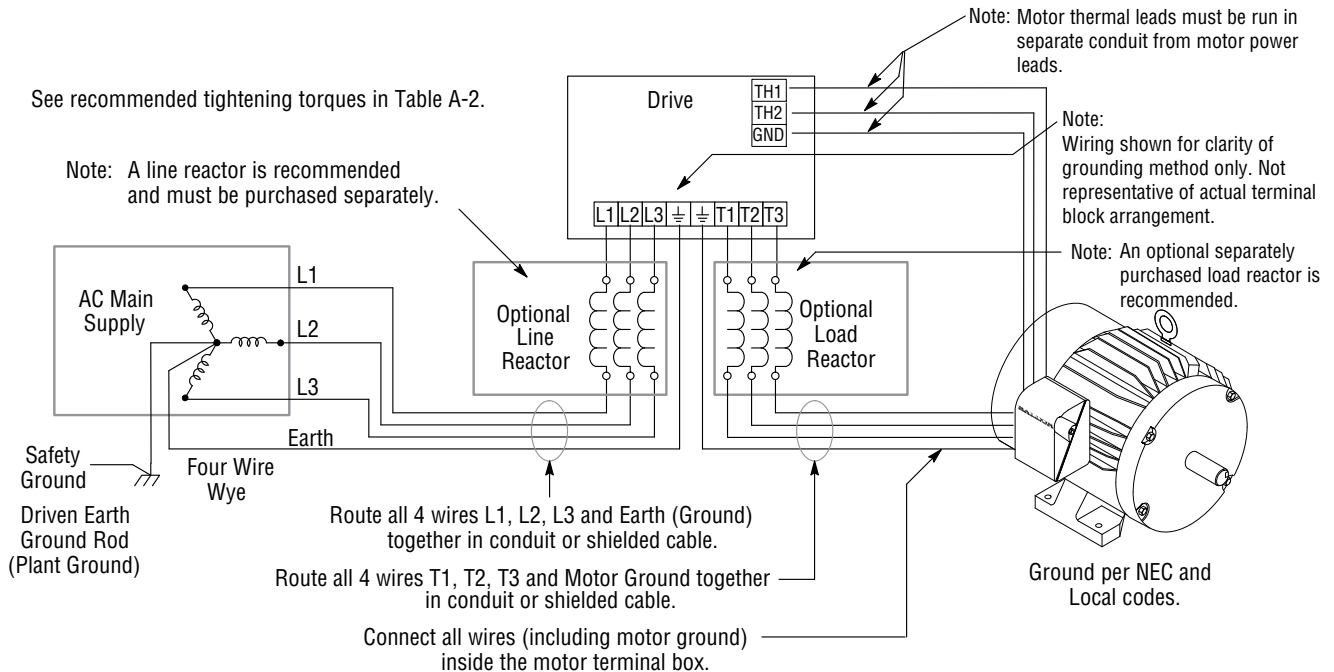 Note: Motor thermal leads must be run in
separate conduit from motor power
leads.
See recommended tightening torques in Table A-2.
Drive
TH1
TH2
GND
Note:
Wiring shown for clarity of
grounding method only. Not
representative of actual terminal
block arrangement.
Note: A line reactor is recommended
and must be purchased separately.
L1 L2 L3 T1 T2 T3
Note: An optional separately
purchased load reactor is
recommended.
AC Main
Supply
L1
L2
L3
Optional
Line
Reactor
Optional
Load
Reactor
Earth
Safety
Ground
Four Wire
Wye
Driven Earth
Ground Rod
(Plant Ground)
Route all 4 wires L1, L2, L3 and Earth (Ground)
together in conduit or shielded cable.
Route all 4 wires T1, T2, T3 and Motor Ground together
in conduit or shielded cable.
Connect all wires (including motor ground)
inside the motor terminal box.
Ground per NEC and
Local codes.